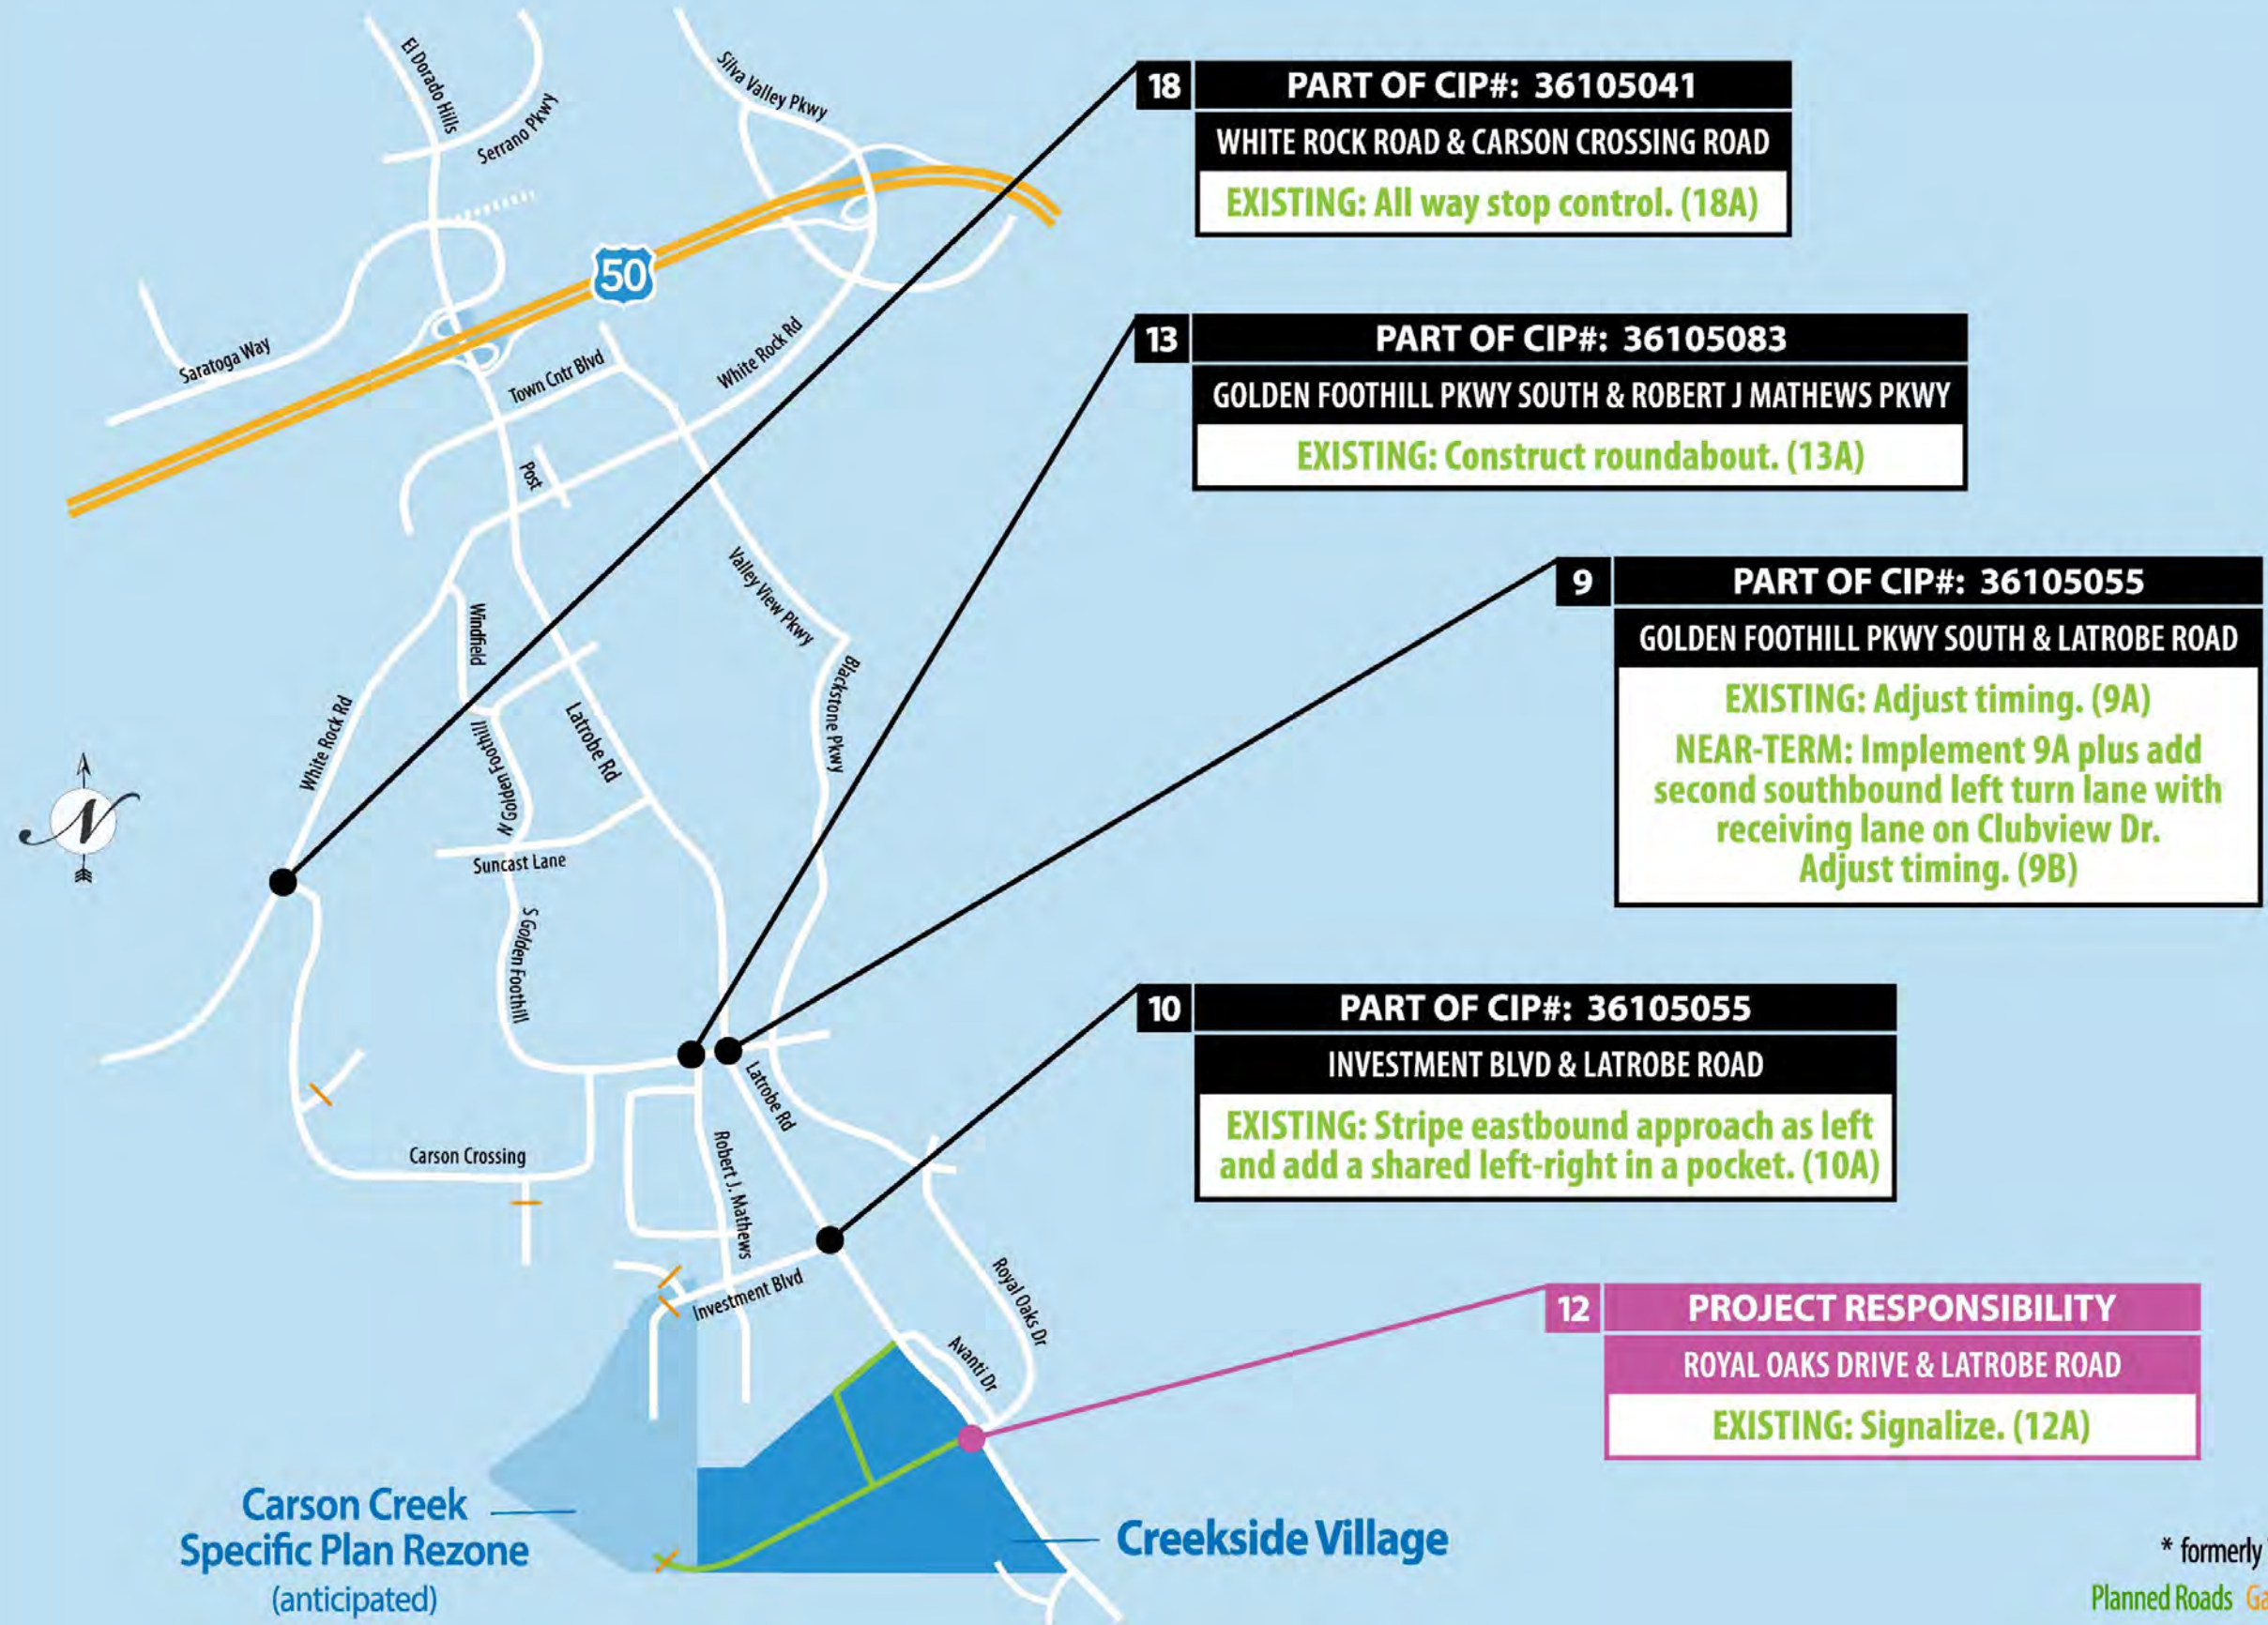 El Dorado Hills
Serrano Pkwy
Silva Valley Pkwy
50
Saratoga Way
Town Cntr Blvd
White Rock Rd
Post
Valley View Pkwy
Windfield
Blackstone Pkwy
White Rock Rd
N Golden Foothill
Latrobe Rd
Suncast Lane
S Golden Foothill
N
Latrobe Rd
Carson Crossing
Robert J. Mathews
Investment Blvd
Royal Oaks Dr
Avanti Dr
18
PART OF CIP#: 36105041
WHITE ROCK ROAD & CARSON CROSSING ROAD
EXISTING: All way stop control. (18A)
13
PART OF CIP#: 36105083
GOLDEN FOOTHILL PKWY SOUTH & ROBERT J MATHEWS PKWY
EXISTING: Construct roundabout. (13A)
9
PART OF CIP#: 36105055
GOLDEN FOOTHILL PKWY SOUTH & LATROBE ROAD
EXISTING: Adjust timing. (9A)
NEAR-TERM: Implement 9A plus add
second southbound left turn lane with
receiving lane on Clubview Dr.
Adjust timing. (9B)
10
PART OF CIP#: 36105055
INVESTMENT BLVD & LATROBE ROAD
EXISTING: Stripe eastbound approach as left
and add a shared left-right in a pocket. (10A)
12
PROJECT RESPONSIBILITY
ROYAL OAKS DRIVE & LATROBE ROAD
EXISTING: Signalize. (12A)
Carson Creek
Specific Plan Rezone
(anticipated)
Creekside Village
* formerly
Planned Roads